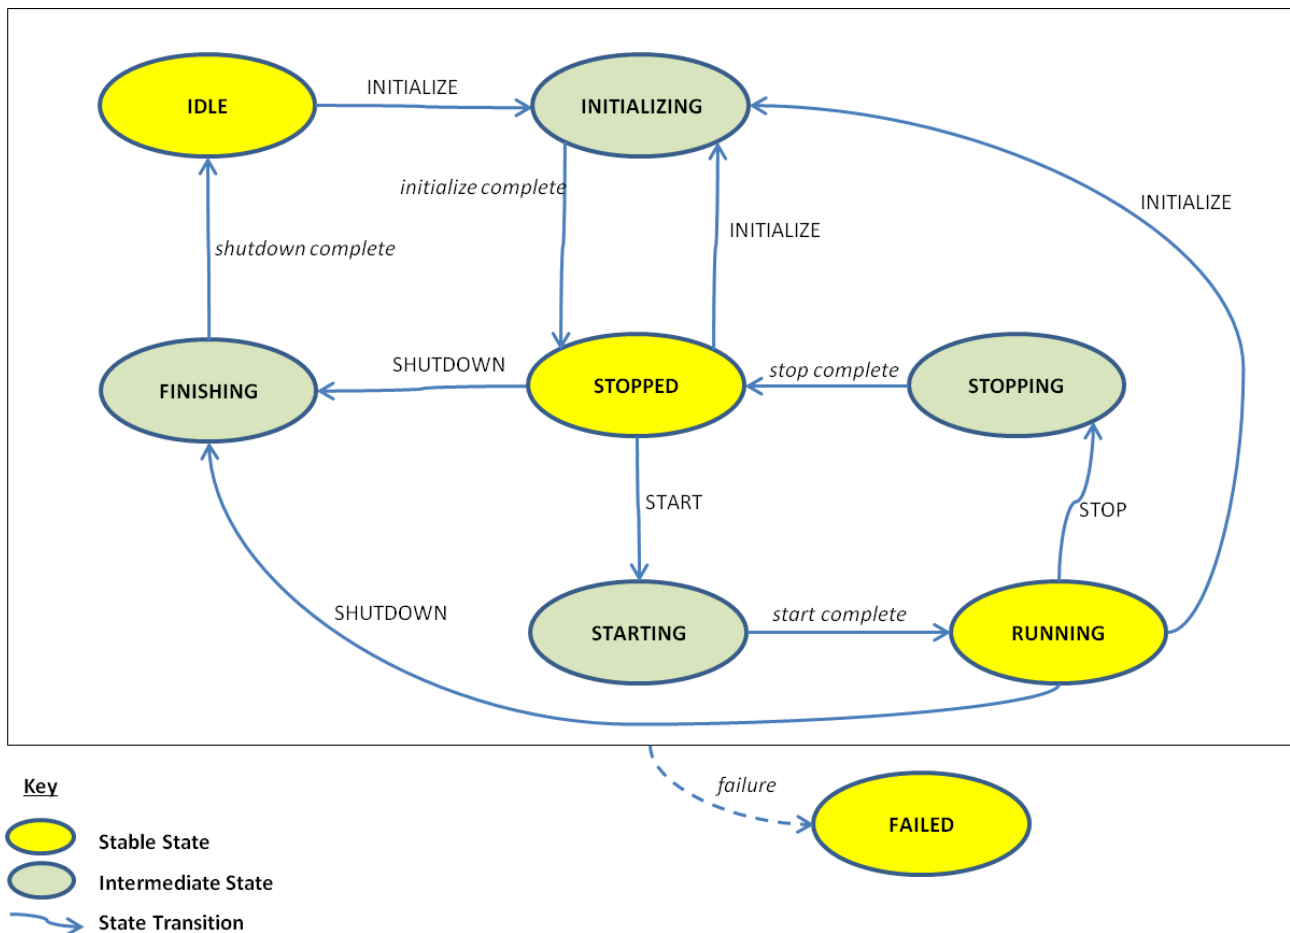 INITIALIZE
IDLE
INITIALIZING
initialize complete
INITIALIZE
INITIALIZE
shutdown complete
SHUTDOWN
stop complete
FINISHING
STOPPED
STOPPING
START
STOP
SHUTDOWN
start complete
STARTING
RUNNING
failure
FAILED
Key
Stable State
Intermediate State
State Transition